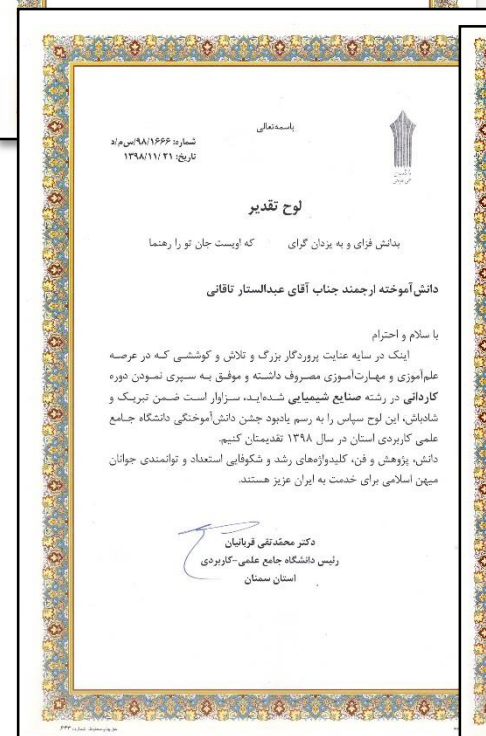 باسمه‌تعالی
شماره: ۹۸/۱۶۶۶/س‌م/د
تاریخ: ۱۳۹۸/۱۱/۲۱
لوح تقدیر
بدانش فزای و به یزدان گرای که اویست جان تو را رهنما
دانش‌آموخته ارجمند جناب آقای عبدالستار تاقانی
با سلام و احترام
اینک در سایه عنایت پروردگار بزرگ و تلاش و کوششی که در عرصه
علم‌آموزی و مهارت‌آموزی مصروف داشته و موفق به سپری نمودن دوره
کاردانی در رشته صنایع شیمیایی شده‌اید، سزاوار است ضمن تبریک و
شادباش، این لوح سپاس را به رسم یادبود جشن دانش‌آموختگی دانشگاه جامع
علمی کاربردی استان در سال ۱۳۹۸ تقدیمتان کنیم.
دانش، پژوهش و فن، کلیدواژه‌های رشد و شکوفایی استعداد و توانمندی جوانان
میهن اسلامی برای خدمت به ایران عزیز هستند.
دکتر محمدتقی قربانیان
رئیس دانشگاه جامع علمی-کاربردی
استان سمنان